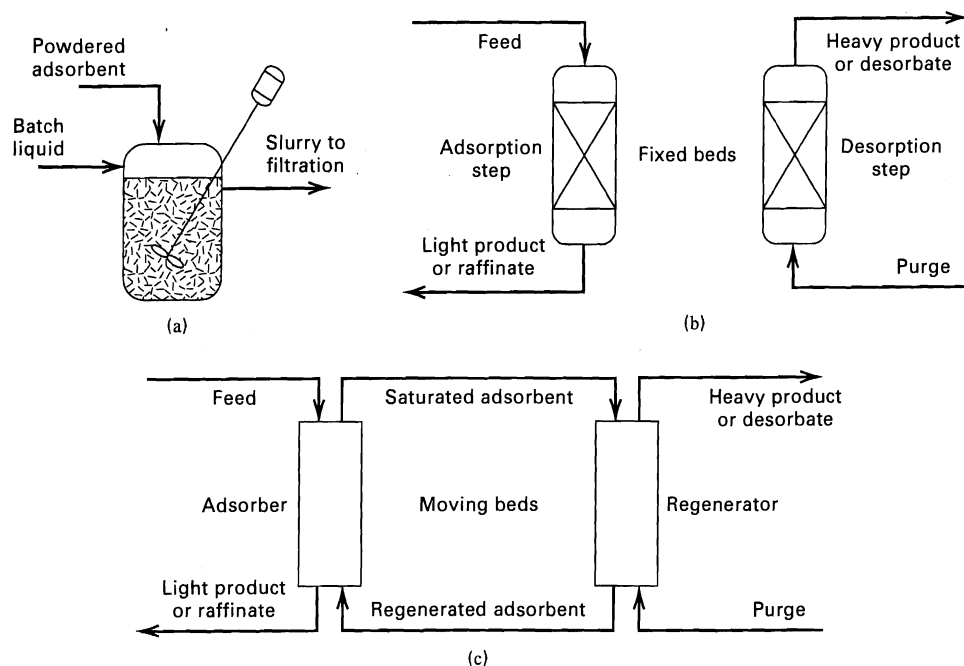 Powdered
adsorbent
Batch
liquid
Slurry to
filtration
(a)
Feed
Adsorption
step
Light product
or raffinate
Fixed beds
Heavy product
or desorbate
Desorption
step
Purge
(b)
Feed
Saturated adsorbent
Heavy product
or desorbate
Adsorber
Moving beds
Regenerator
Light product
or raffinate
Regenerated adsorbent
Purge
(c)